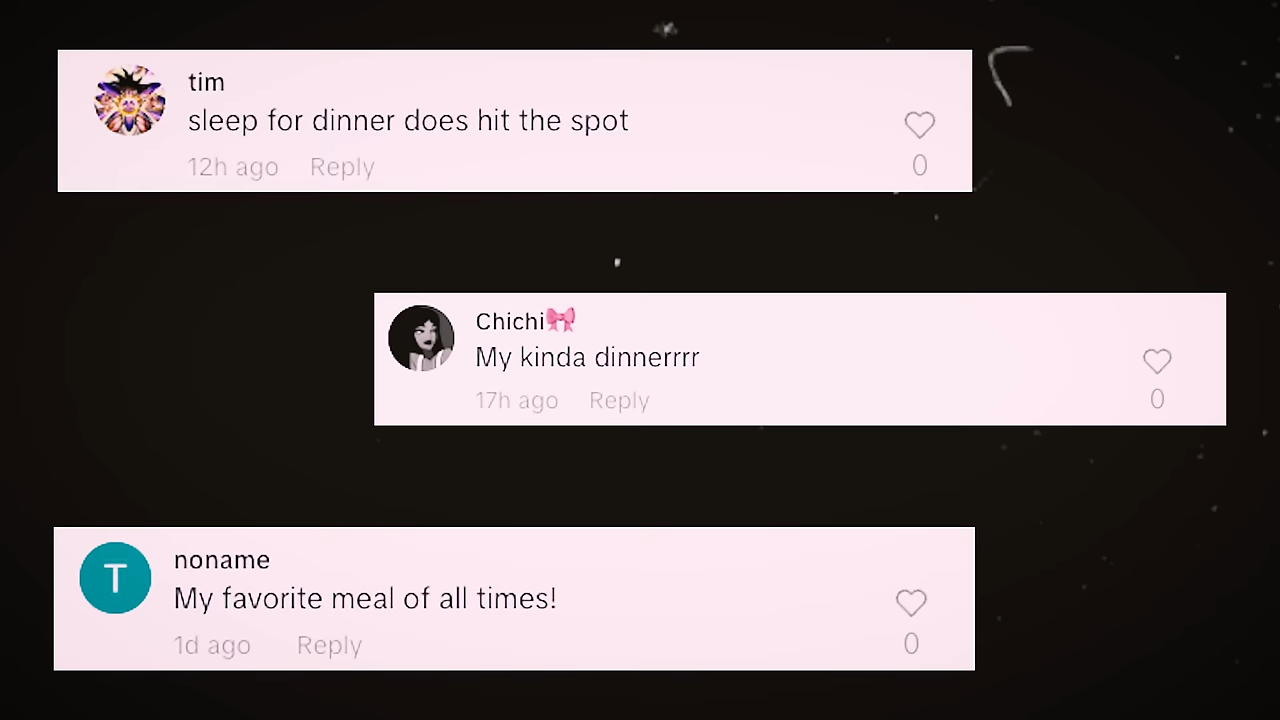 tim
sleep for dinner does hit the spot
12h ago Reply
0
Chichi🎀
My kinda dinnerrrr
17h ago Reply
0
T
noname
My favorite meal of all times!
1d ago Reply
0